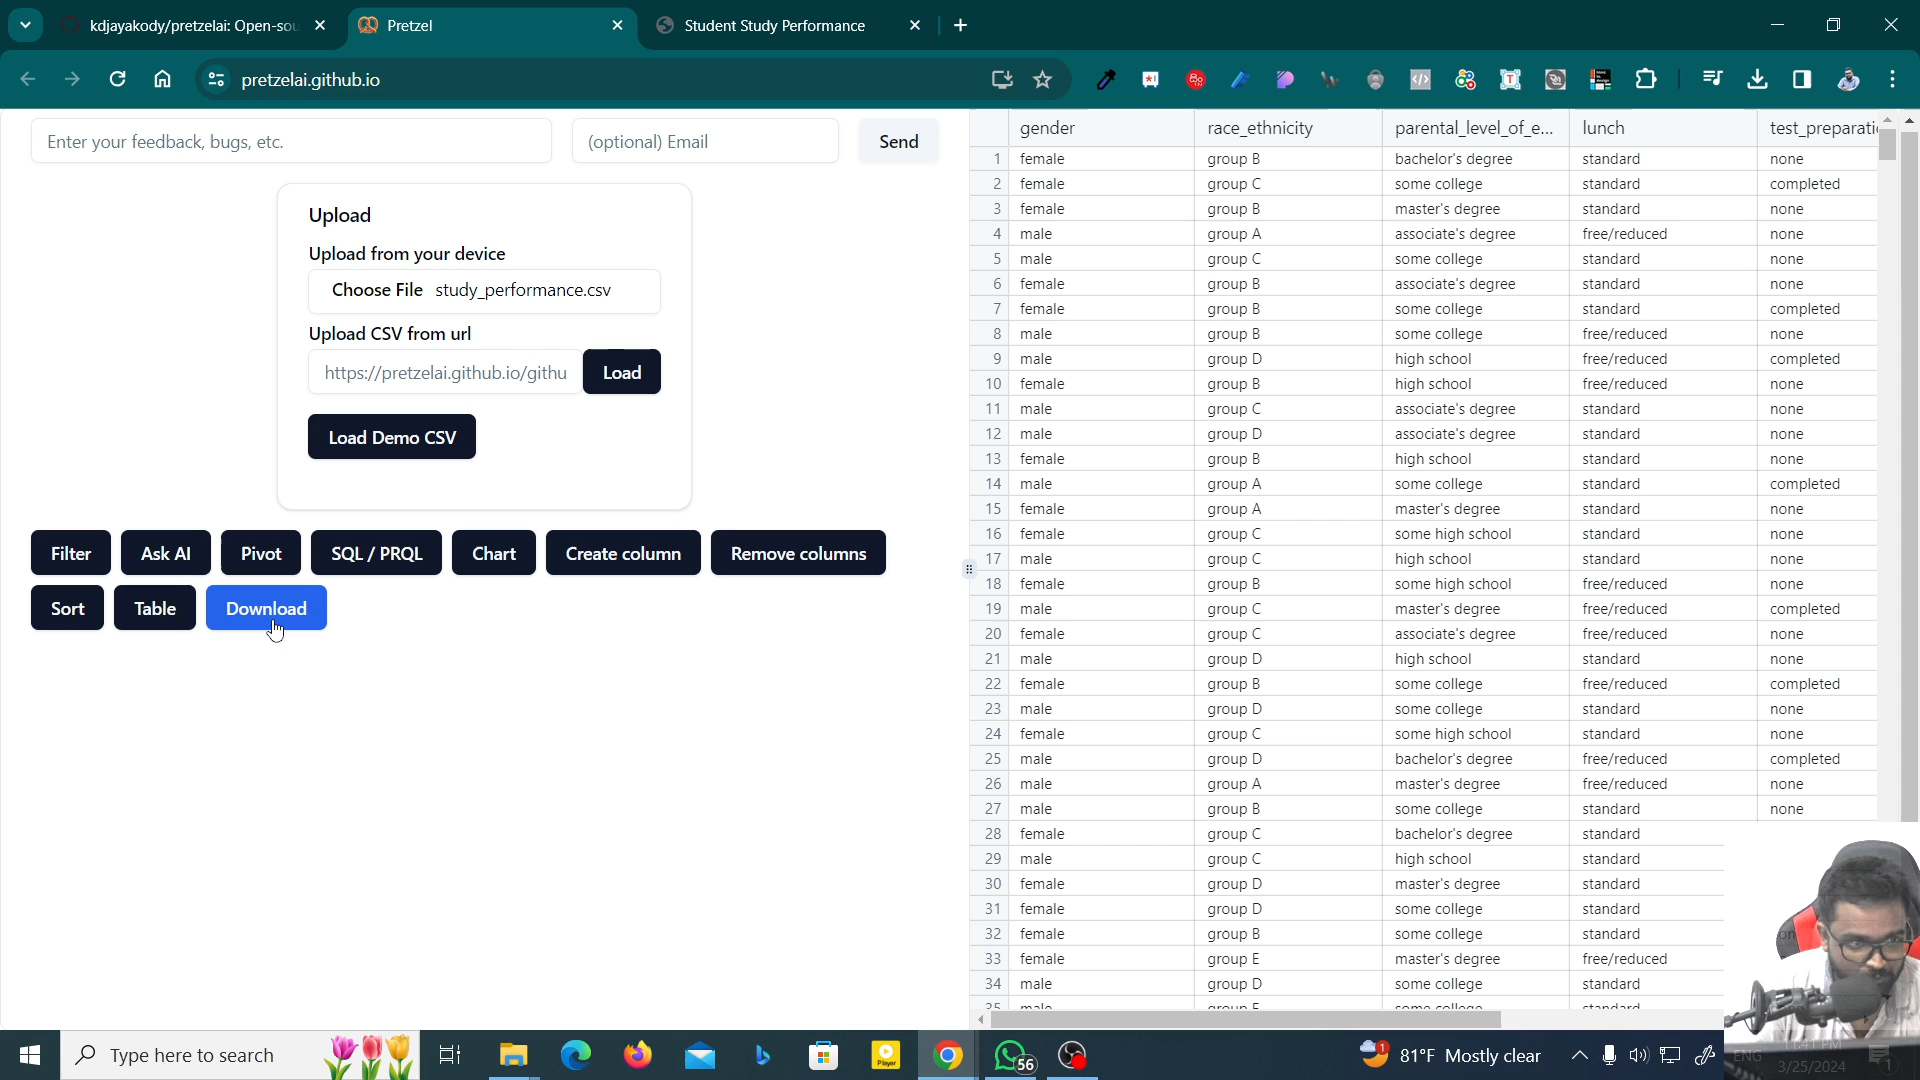 kdjayakody/pretzelai: Open-sou
Pretzel
Student Study Performance
pretzelai.github.io
Enter your feedback, bugs, etc.
(optional) Email
Send
Upload
Upload from your device
Choose File study_performance.csv
Upload CSV from url
https://pretzelai.github.io/githu
Load
Load Demo CSV
Filter
Ask AI
Pivot
SQL / PRQL
Chart
Create column
Remove columns
Sort
Table
Download
gender race_ethnicity parental_level_of_e... lunch test_preparati
1 female group B bachelor's degree standard none
2 female group C some college standard completed
3 female group B master's degree standard none
4 male group A associate's degree free/reduced none
5 male group C some college standard none
6 female group B associate's degree standard none
7 female group B some college standard completed
8 male group B some college free/reduced none
9 male group D high school free/reduced completed
10 female group B high school free/reduced none
11 male group C associate's degree standard none
12 male group D associate's degree standard none
13 female group B high school standard none
14 male group A some college standard completed
15 female group A master's degree standard none
16 female group C some high school standard none
17 male group C high school standard none
18 female group B some high school free/reduced none
19 male group C master's degree free/reduced completed
20 female group C associate's degree free/reduced none
21 male group D high school standard none
22 female group B some college free/reduced completed
23 male group D some college standard none
24 female group C some high school standard none
25 male group D bachelor's degree free/reduced completed
26 male group A master's degree free/reduced none
27 male group B some college standard none
28 female group C bachelor's degree standard
29 male group C high school standard
30 female group D master's degree standard
31 female group D some college standard
32 female group B some college standard
33 female group E master's degree free/reduced
34 male group D some college standard
35 male group E some college standard
Type here to search
Player
56
1
81°F Mostly clear
ENG
1:41 PM
3/25/2024